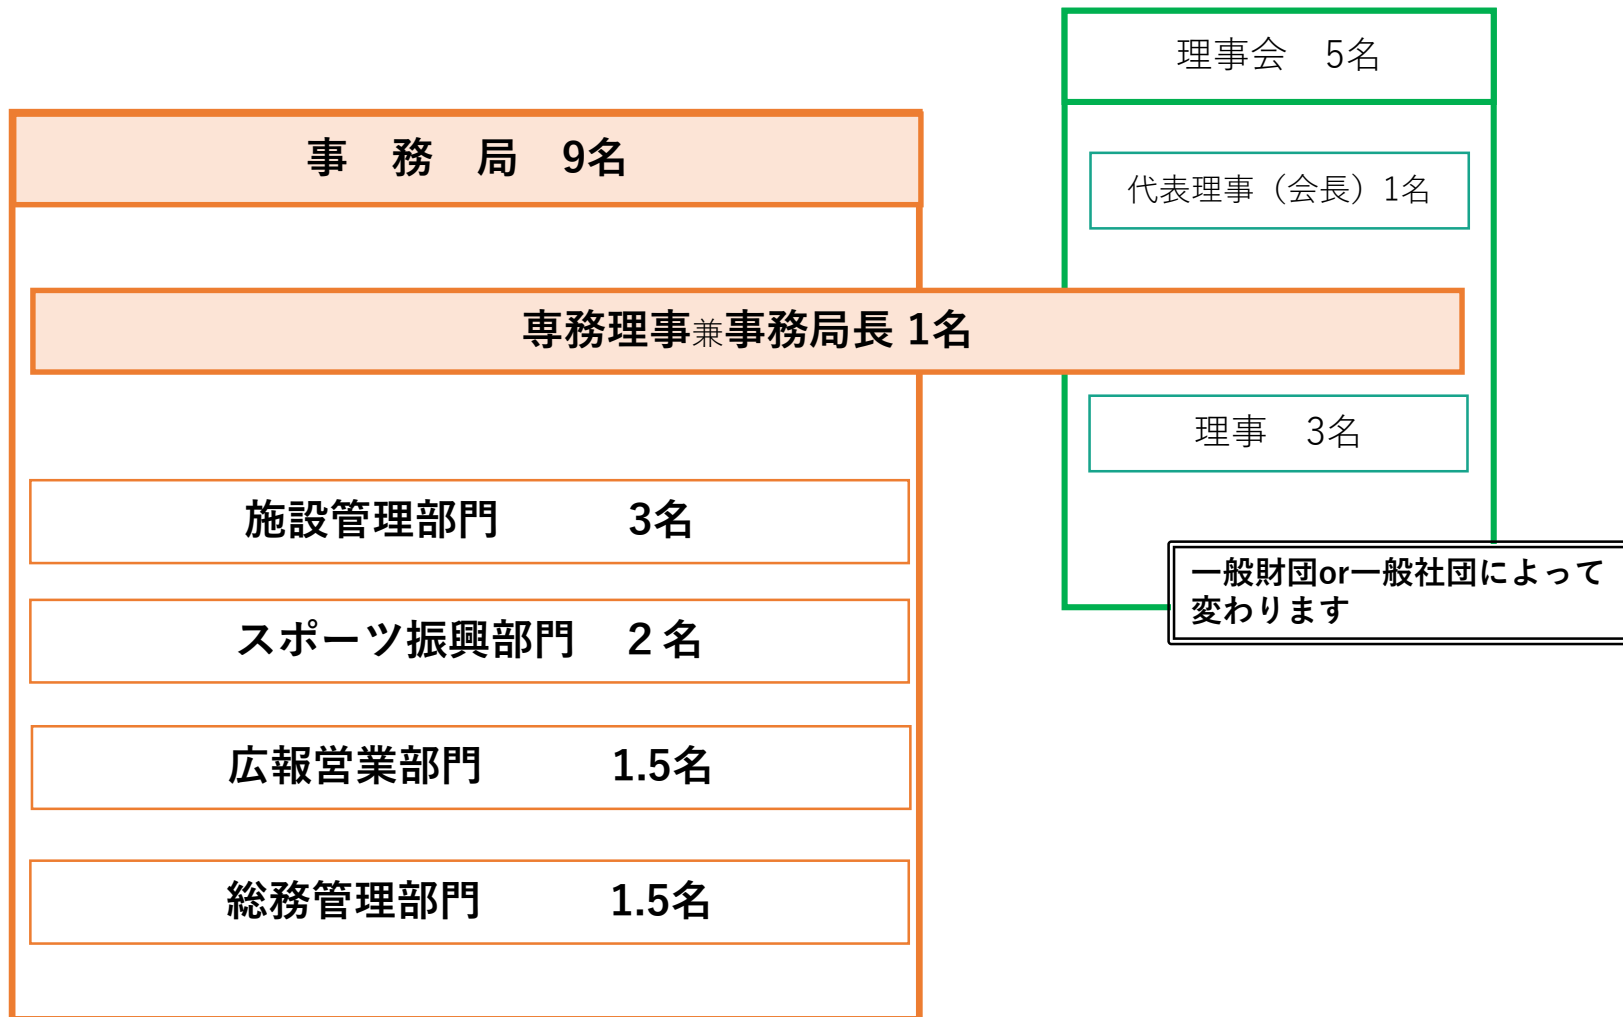 理事会　5名
事　務　局　9名
代表理事（会長）1名
専務理事兼事務局長 1名
理事　3名
施設管理部門　　　3名
スポーツ振興部門　２名
一般財団or一般社団によって
変わります
広報営業部門　　　1.5名
総務管理部門　　　1.5名